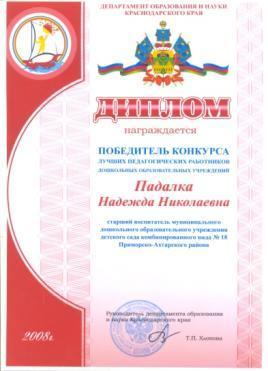 ДЕПАРТАМЕНТ ОБРАЗОВАНИЯ И НАУКИ
КРАСНОДАРСКОГО КРАЯ
ДИПЛОМ
награждается
ПОБЕДИТЕЛЬ КОНКУРСА
ЛУЧШИХ ПЕДАГОГИЧЕСКИХ РАБОТНИКОВ
ДОШКОЛЬНЫХ ОБРАЗОВАТЕЛЬНЫХ УЧРЕЖДЕНИЙ
Падалка
Надежда Николаевна
старший воспитатель муниципального
дошкольного образовательного учреждения
детского сада комбинированного вида № 18
Приморско-Ахтарского района
Руководитель департамента образования
и науки Краснодарского края
Т.П. Хлопова
2008г.